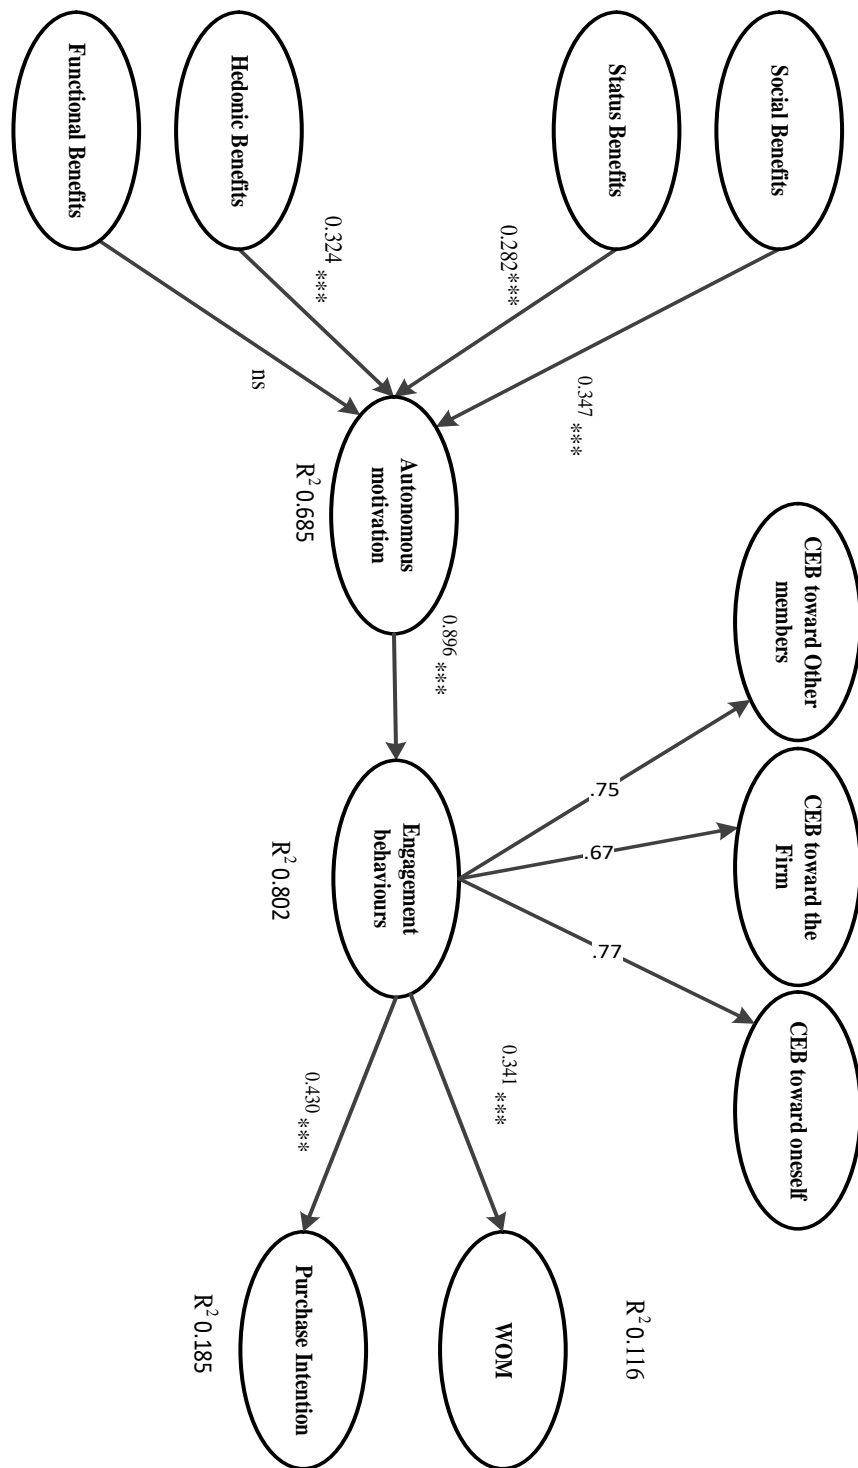 Social Benefits
Status Benefits
Hedonic Benefits
Functional Benefits
0.347 ***
0.282***
0.324 ***
ns
Autonomous
motivation
R² 0.685
0.896 ***
CEB toward Other
members
CEB toward the
Firm
CEB toward oneself
.75
.67
.77
Engagement
behaviours
R² 0.802
0.341 ***
0.430 ***
WOM
R² 0.116
Purchase Intention
R² 0.185